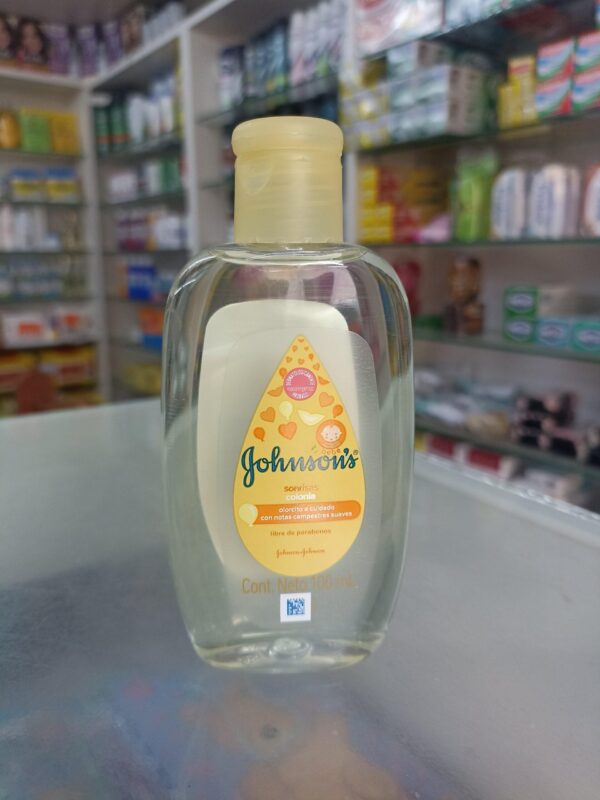 bebé
Johnson's®
sonrisas
colonia
olorcito a cuidado
con notas campestres suaves
libre de parabenos
Johnson & Johnson
Cont. Neto 100 mL